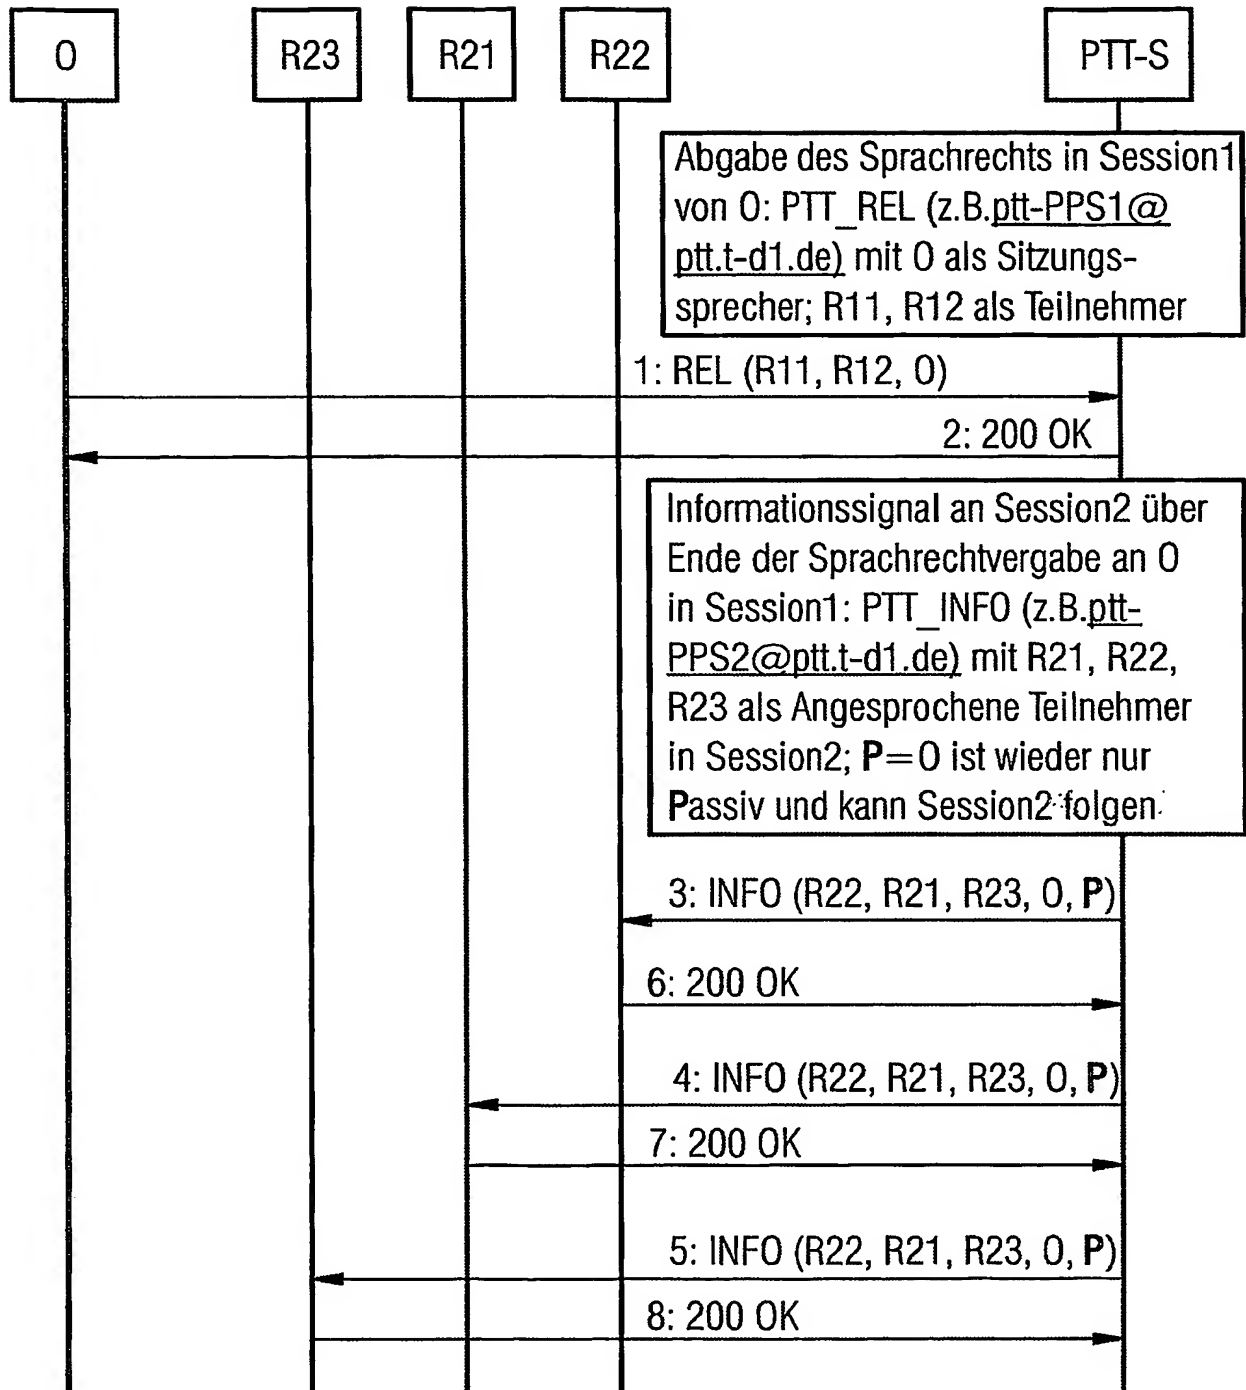 O
R23
R21
R22
PTT-S
Abgabe des Sprachrechts in Session1
von O: PTT_REL (z.B.ptt-PPS1@
ptt.t-d1.de) mit O als Sitzungs-
sprecher; R11, R12 als Teilnehmer
1: REL (R11, R12, O)
2: 200 OK
Informationssignal an Session2 über
Ende der Sprachrechtvergabe an O
in Session1: PTT_INFO (z.B.ptt-
PPS2@ptt.t-d1.de) mit R21, R22,
R23 als Angesprochene Teilnehmer
in Session2; P=O ist wieder nur
Passiv und kann Session2 folgen.
3: INFO (R22, R21, R23, O, P)
6: 200 OK
4: INFO (R22, R21, R23, O, P)
7: 200 OK
5: INFO (R22, R21, R23, O, P)
8: 200 OK